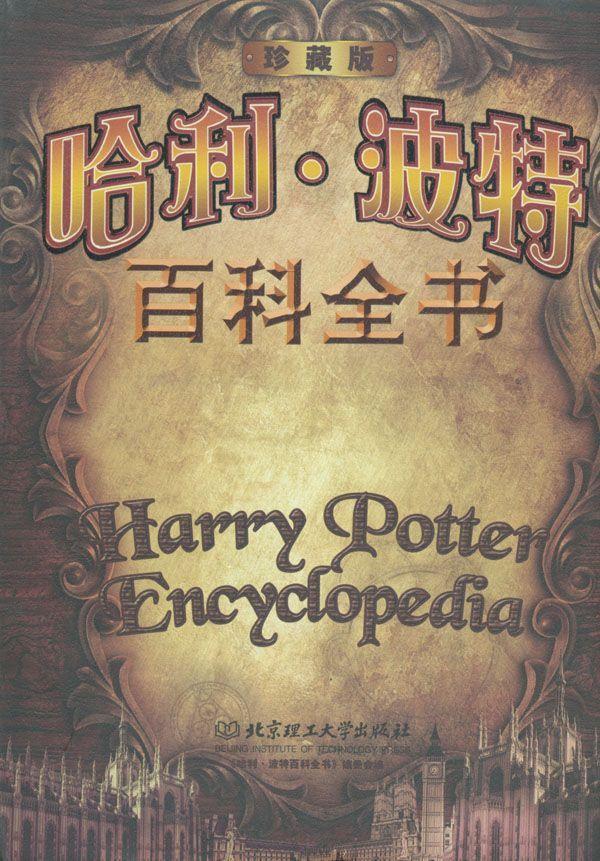 珍藏版
哈利·波特
百科全书
Harry Potter
Encyclopedia
北京理工大学出版社
BEIJING INSTITUTE OF TECHNOLOGY PRESS
《哈利·波特百科全书》编委会编